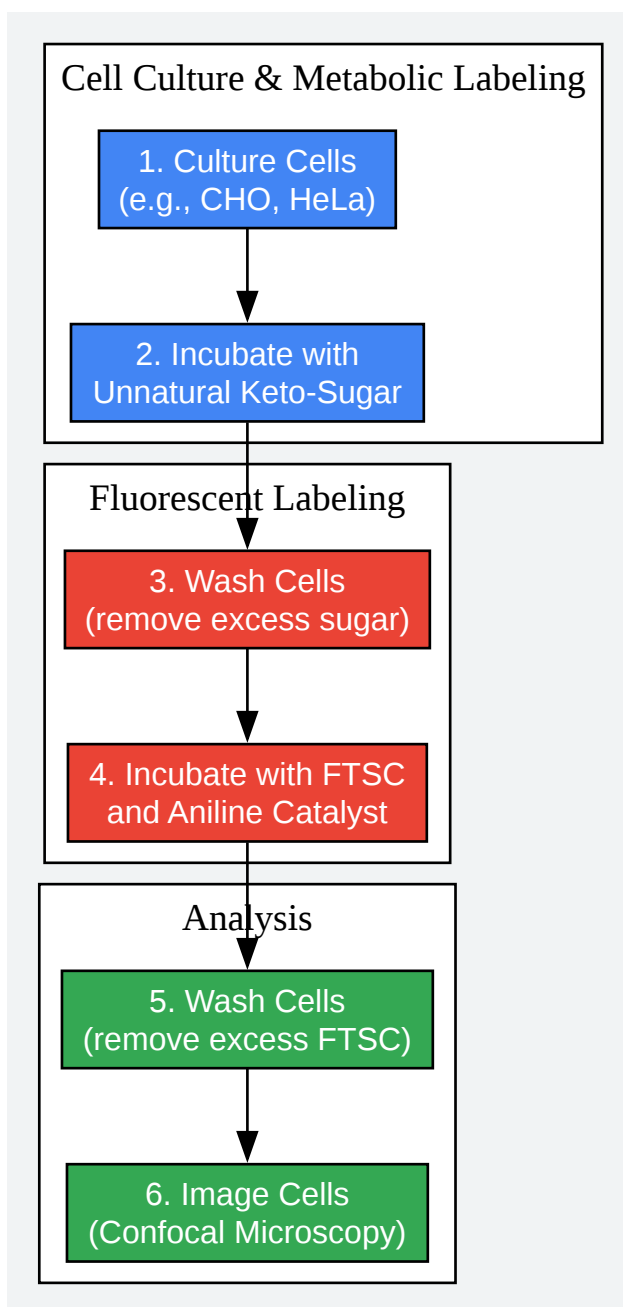 Cell Culture & Metabolic Labeling
1. Culture Cells
(e.g., CHO, HeLa)
2. Incubate with
Unnatural Keto-Sugar
Fluorescent Labeling
3. Wash Cells
(remove excess sugar)
4. Incubate with FTSC
and Aniline Catalyst
Analysis
5. Wash Cells
(remove excess FTSC)
6. Image Cells
(Confocal Microscopy)